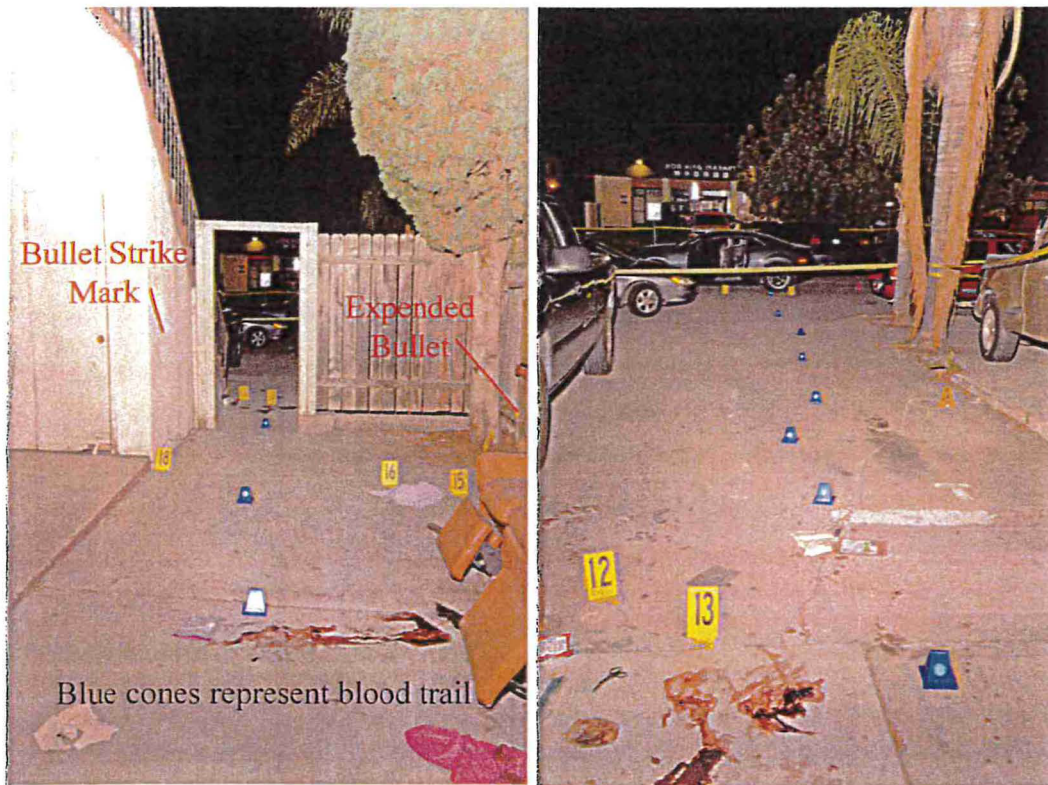 Bullet Strike
Mark
Expended
Bullet
18
16
15
Blue cones represent blood trail
12
13